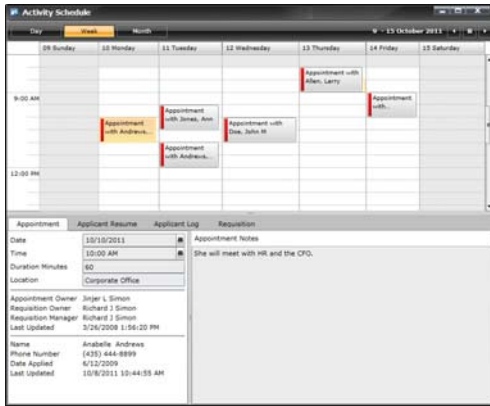 Activity Schedule
Day Week Month 9 - 15 October 2011
09 Sunday 10 Monday 11 Tuesday 12 Wednesday 13 Thursday 14 Friday 15 Saturday
Appointment with
Allen, Larry
9:00 AM
Appointment
with...
Appointment
with Jones, Ann
Appointment
with Andrews,...
Appointment with
Doe, John M
Appointment
with Andrews,...
12:00 PM
Appointment Applicant Resume Applicant Log Requisition
Date 10/10/2011
Time 10:00 AM
Duration Minutes 60
Location Corporate Office
Appointment Owner Jinjer L Simon
Requisition Owner Richard J Simon
Requisition Manager Richard J Simon
Last Updated 3/26/2008 1:56:20 PM
Name Anabelle Andrews
Phone Number (435) 444-8899
Date Applied 6/12/2009
Last Updated 10/8/2011 10:44:55 AM
Appointment Notes
She will meet with HR and the CFO.